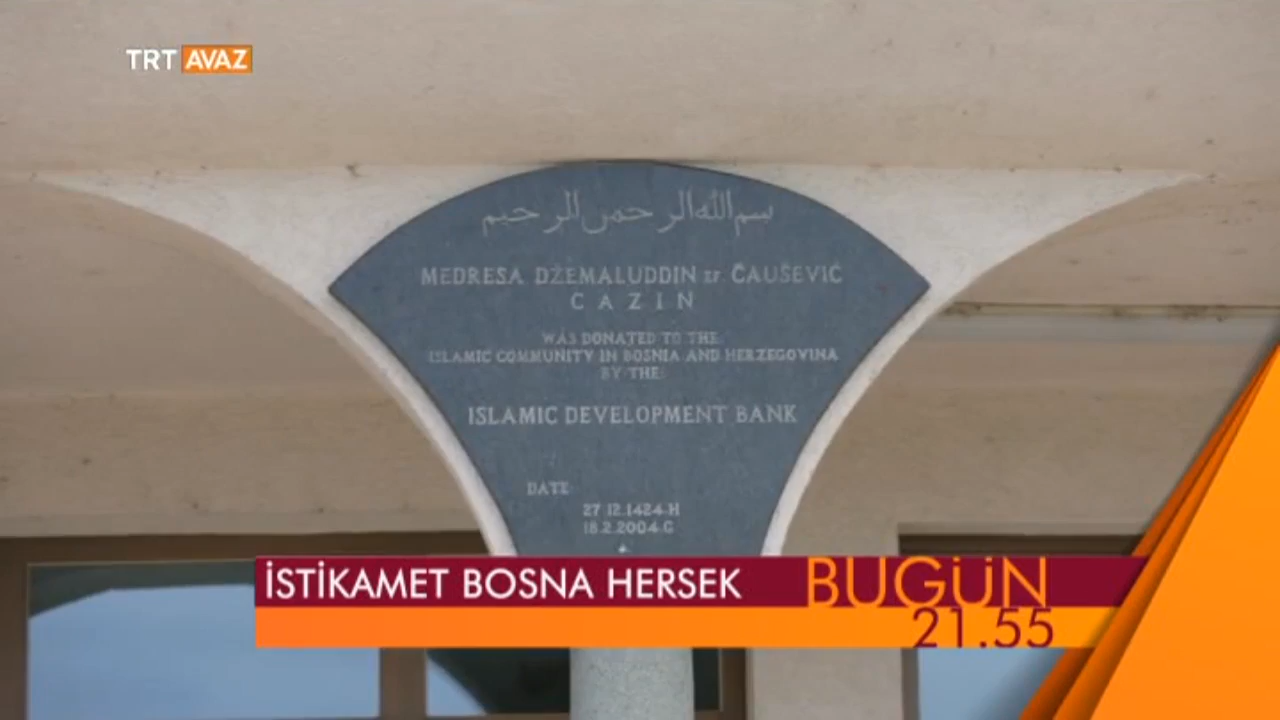 TRT AVAZ
بسم الله الرحمن الرحيم
MEDRESA DŽEMALUDDIN EF. ČAUŠEVIĆ
CAZIN
WAS DONATED TO THE
ISLAMIC COMMUNITY IN BOSNIA AND HERZEGOVINA
BY THE
ISLAMIC DEVELOPMENT BANK
DATE
27 12.1424 H
18.2.2004 G
İSTİKAMET BOSNA HERSEK
BUGÜN
21.55